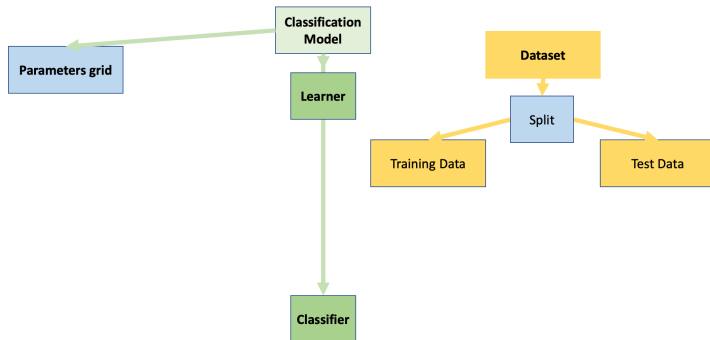 Classification
Model
Parameters grid
Learner
Dataset
Split
Training Data
Test Data
Classifier